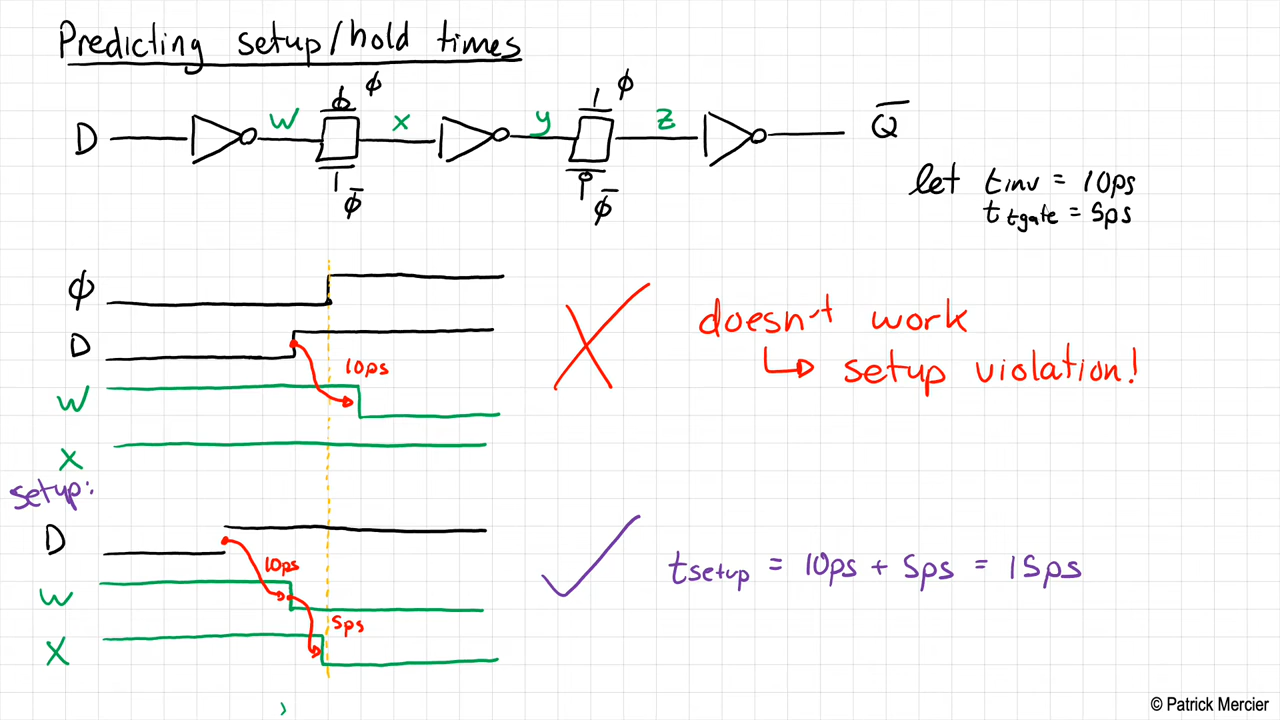 Predicting setup/hold times
ϕ ϕ
D W X y z Q̅
ϕ̅ ϕ̅
let tinv = 10ps
ttgate = 5ps
ϕ
D
10ps
W
X
doesn't work
↳ setup violation!
setup:
D
10ps
W
5ps
X
tsetup = 10ps + 5ps = 15ps
© Patrick Mercier